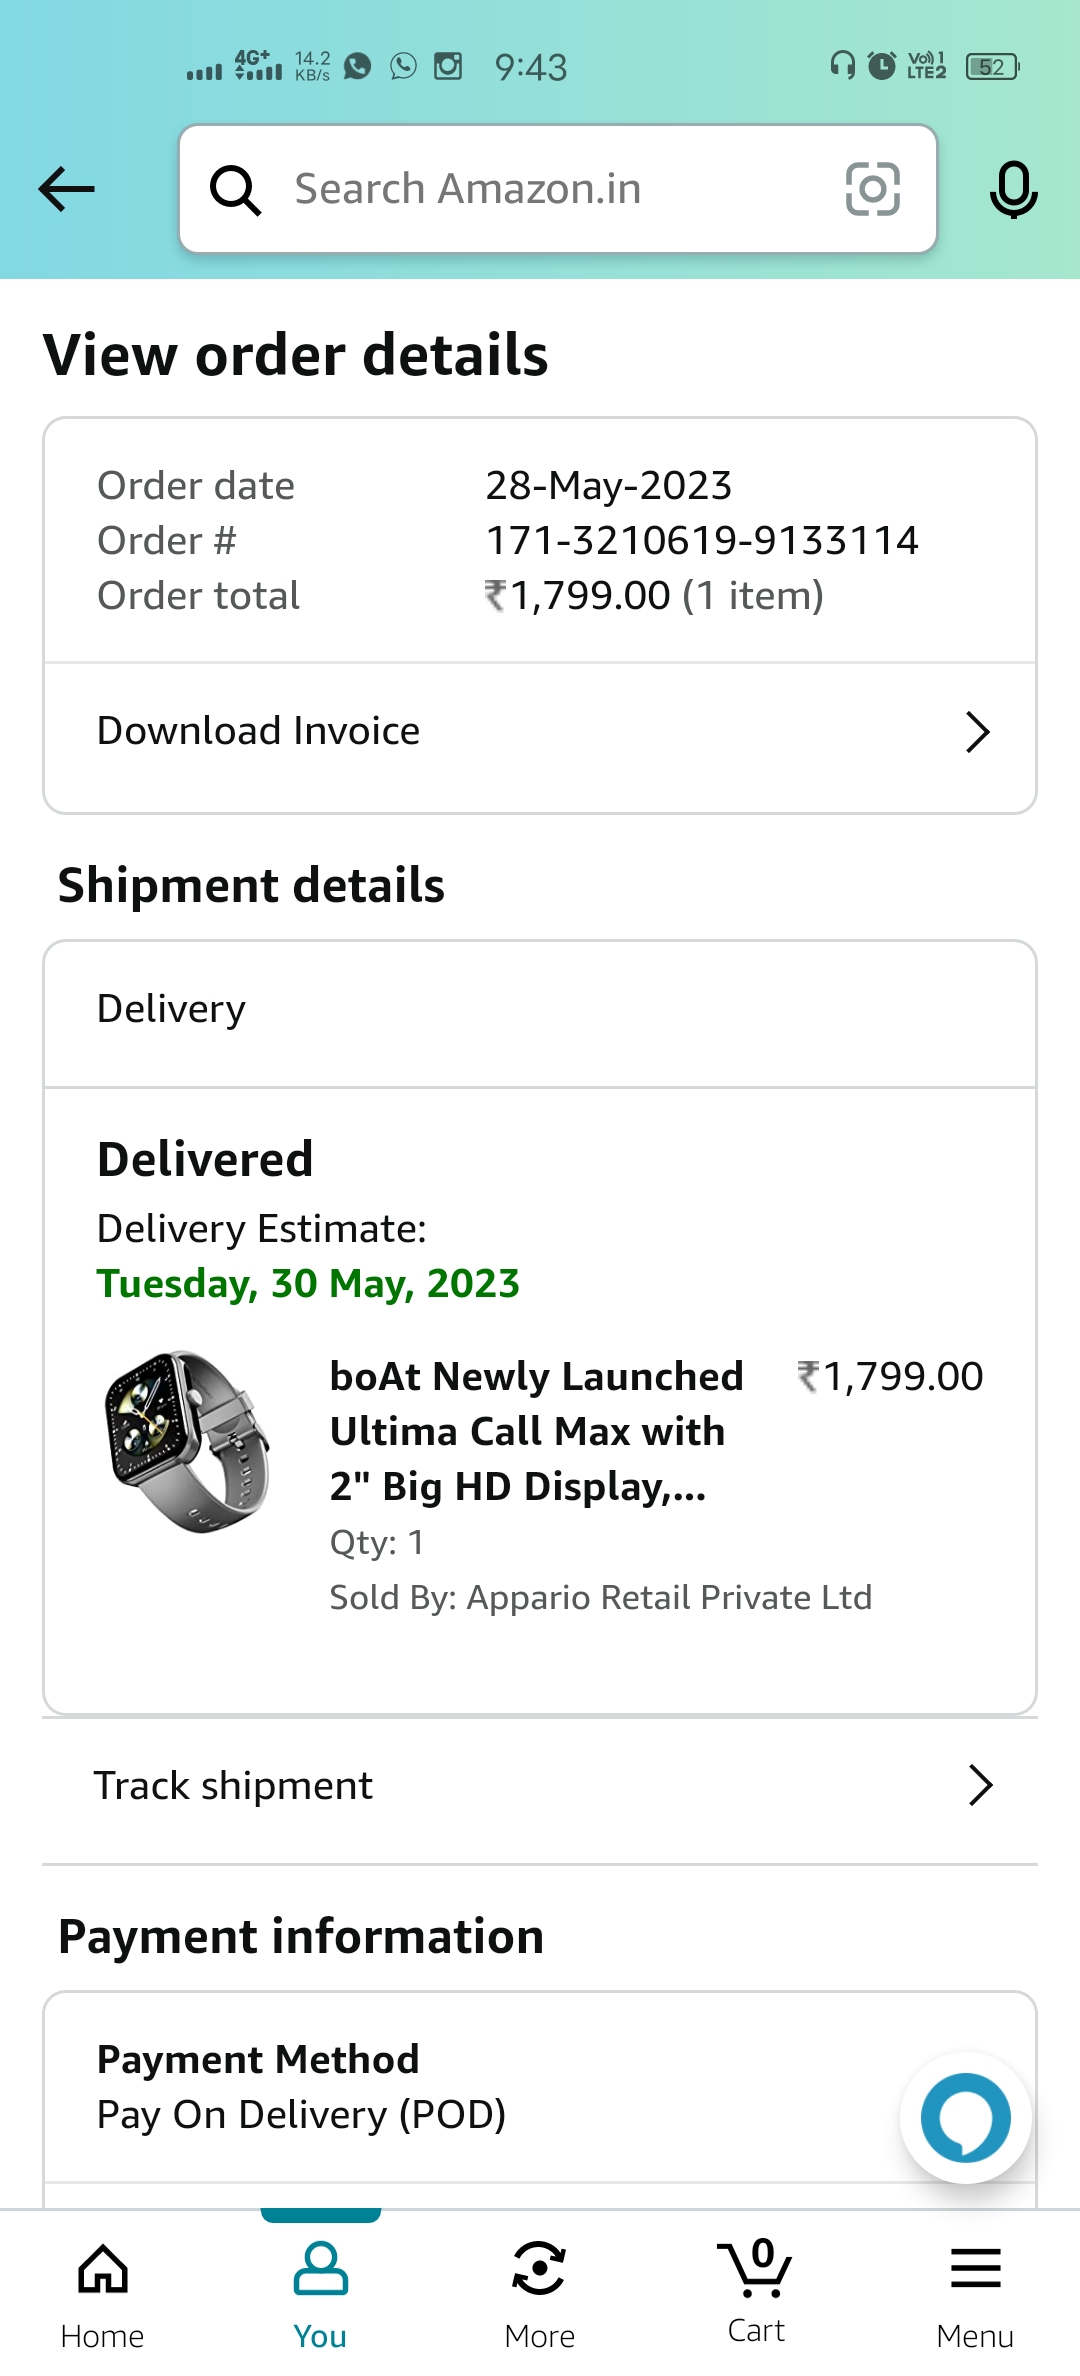 4G+ 14.2 KB/s 9:43 Vo)) 1 LTE2 52
Search Amazon.in
View order details
Order date 28-May-2023
Order # 171-3210619-9133114
Order total ₹1,799.00 (1 item)
Download Invoice
Shipment details
Delivery
Delivered
Delivery Estimate:
Tuesday, 30 May, 2023
boAt Newly Launched ₹1,799.00
Ultima Call Max with
2" Big HD Display,...
Qty: 1
Sold By: Appario Retail Private Ltd
Track shipment
Payment information
Payment Method
Pay On Delivery (POD)
0
Home You More Cart Menu